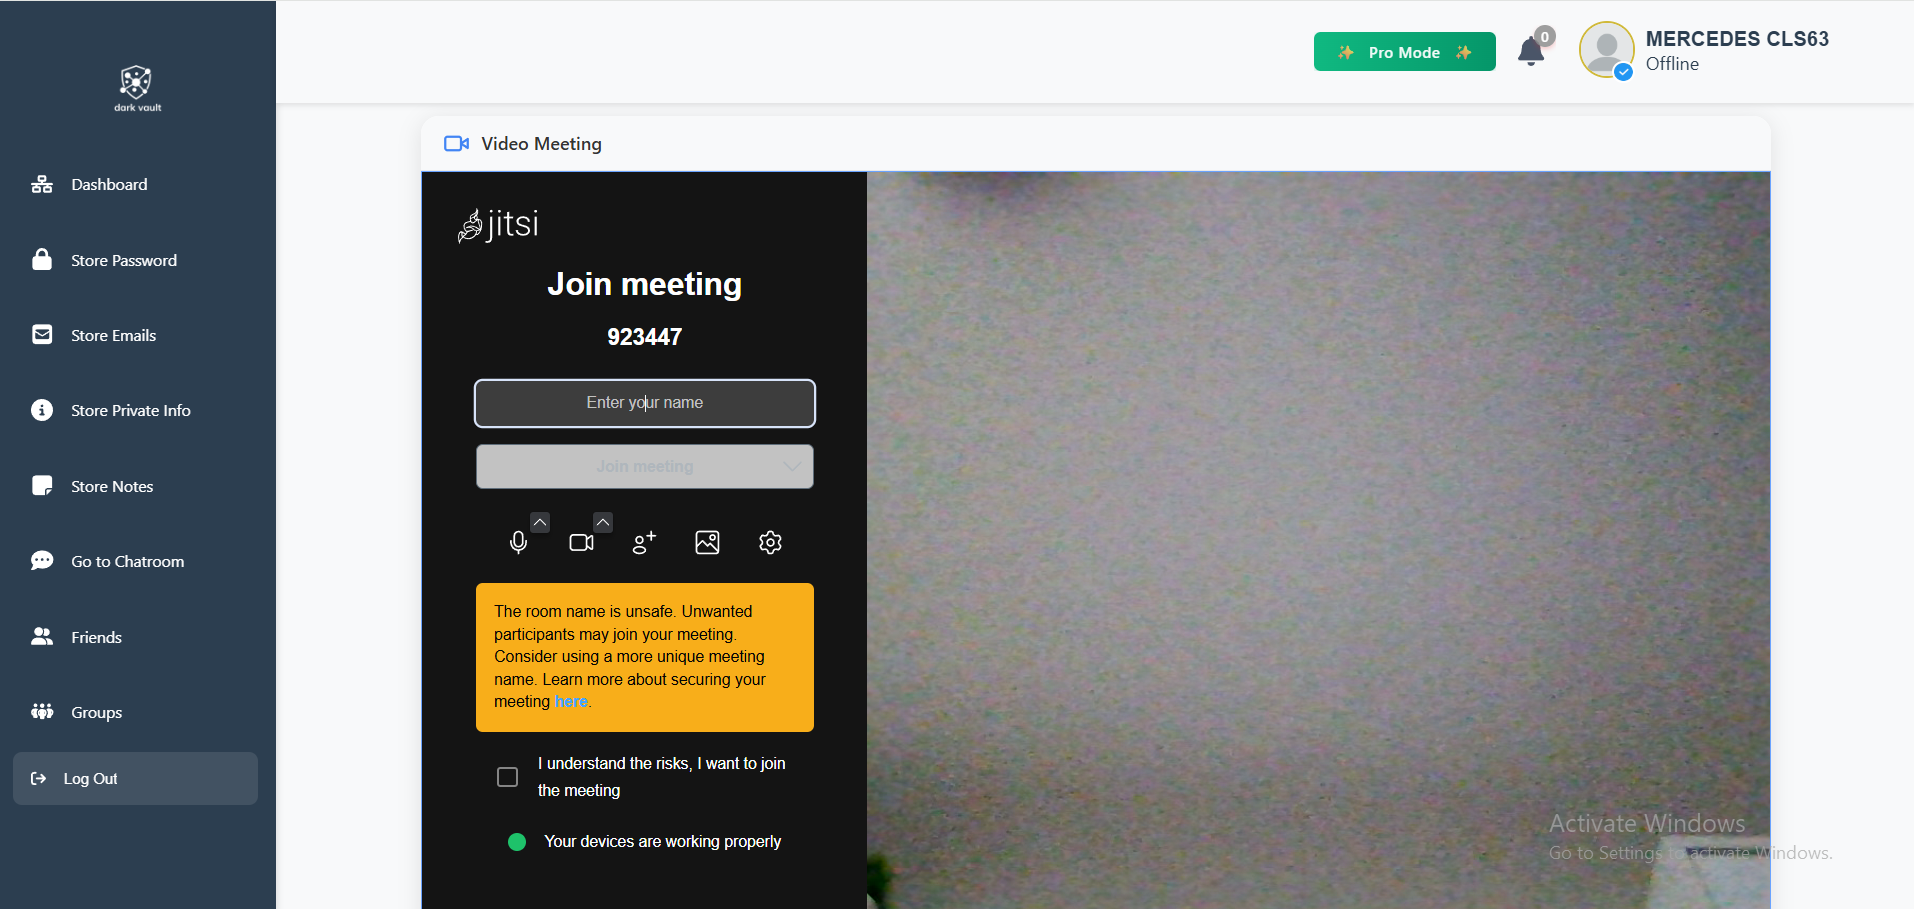 dark vault
Dashboard
Store Password
Store Emails
Store Private Info
Store Notes
Go to Chatroom
Friends
Groups
Log Out
Pro Mode
0
MERCEDES CLS63
Offline
Video Meeting
jitsi
Join meeting
923447
Enter your name
Join meeting
The room name is unsafe. Unwanted
participants may join your meeting.
Consider using a more unique meeting
name. Learn more about securing your
meeting here.
I understand the risks, I want to join
the meeting
Your devices are working properly
Activate Windows
Go to Settings to activate Windows.